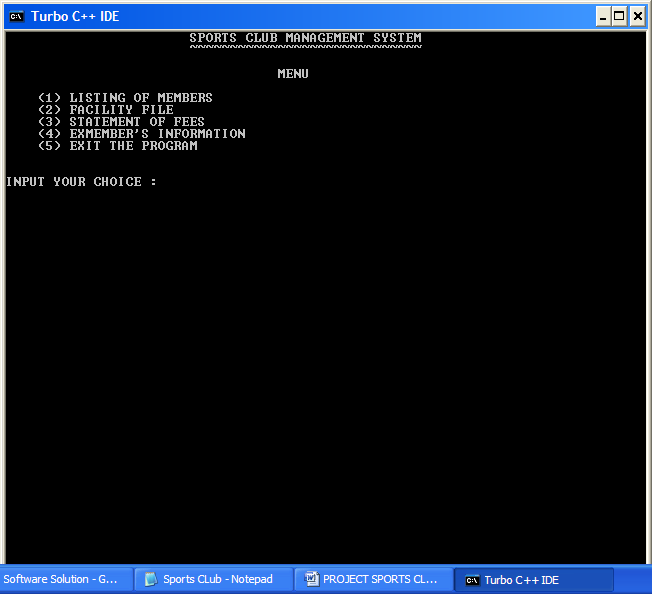 Turbo C++ IDE
SPORTS CLUB MANAGEMENT SYSTEM
~~~~~~~~~~~~~~~~~~~~~~~~~~~~~
MENU
(1) LISTING OF MEMBERS
(2) FACILITY FILE
(3) STATEMENT OF FEES
(4) EXMEMBER'S INFORMATION
(5) EXIT THE PROGRAM
INPUT YOUR CHOICE :
Software Solution - G... Sports CLub - Notepad PROJECT SPORTS CL... Turbo C++ IDE